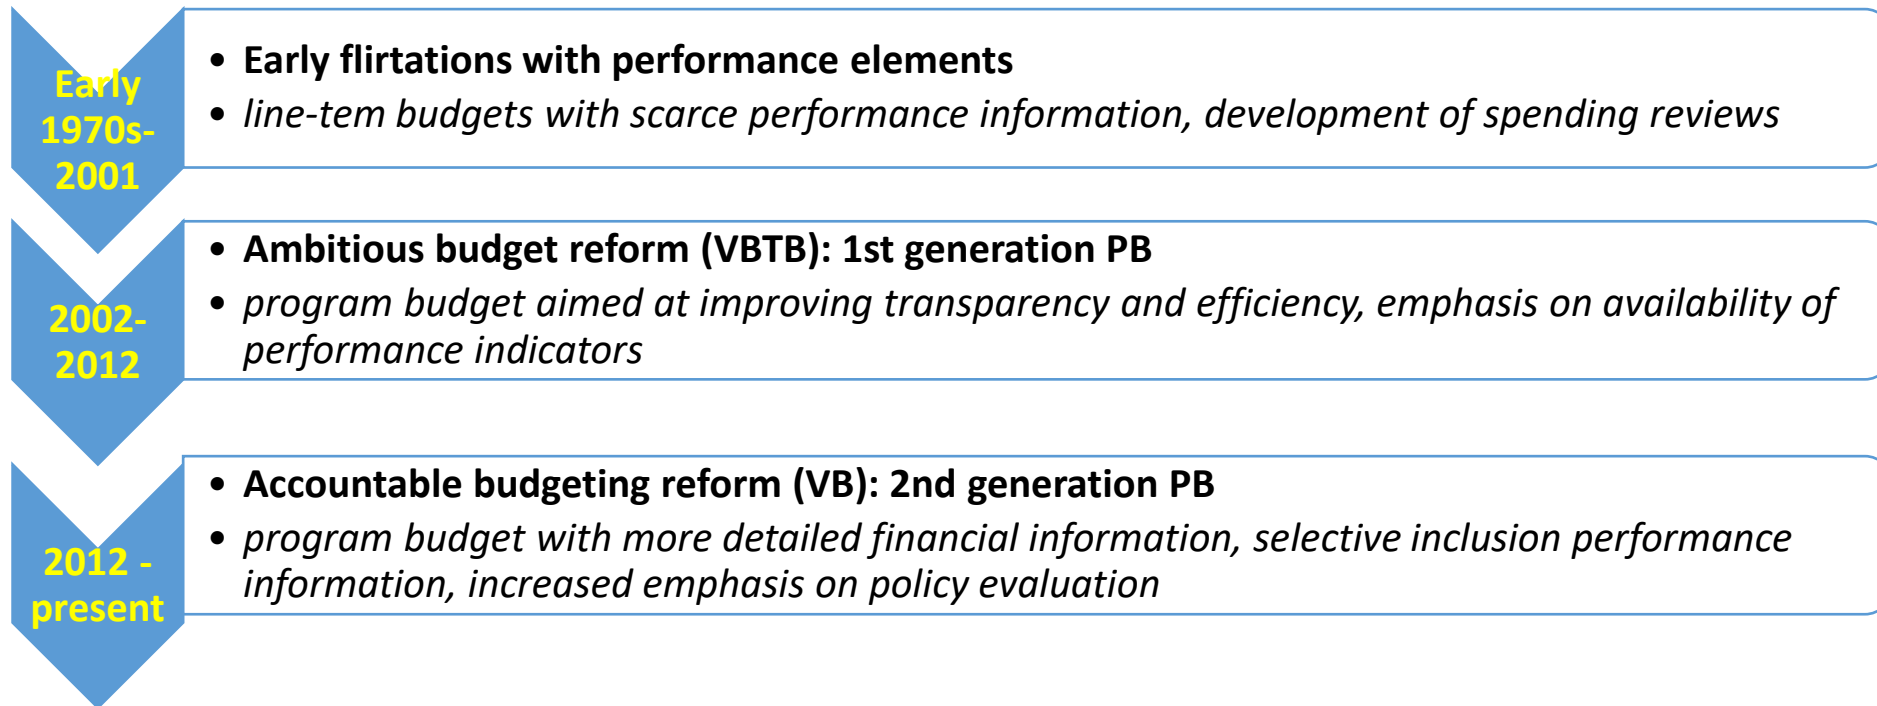 Early
1970s-
2001
• Early flirtations with performance elements
• line-tem budgets with scarce performance information, development of spending reviews
2002-
2012
• Ambitious budget reform (VBTB): 1st generation PB
• program budget aimed at improving transparency and efficiency, emphasis on availability of
performance indicators
2012 -
present
• Accountable budgeting reform (VB): 2nd generation PB
• program budget with more detailed financial information, selective inclusion performance
information, increased emphasis on policy evaluation